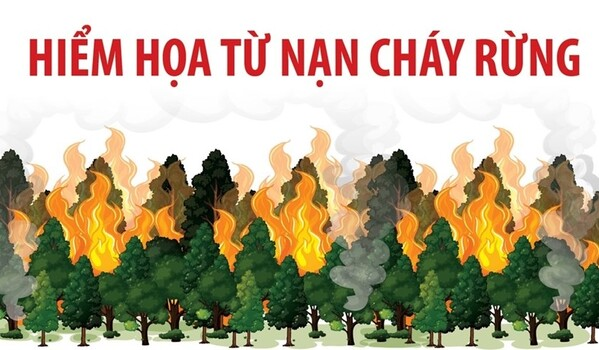 HIỂM HỌA TỪ NẠN CHÁY RỪNG